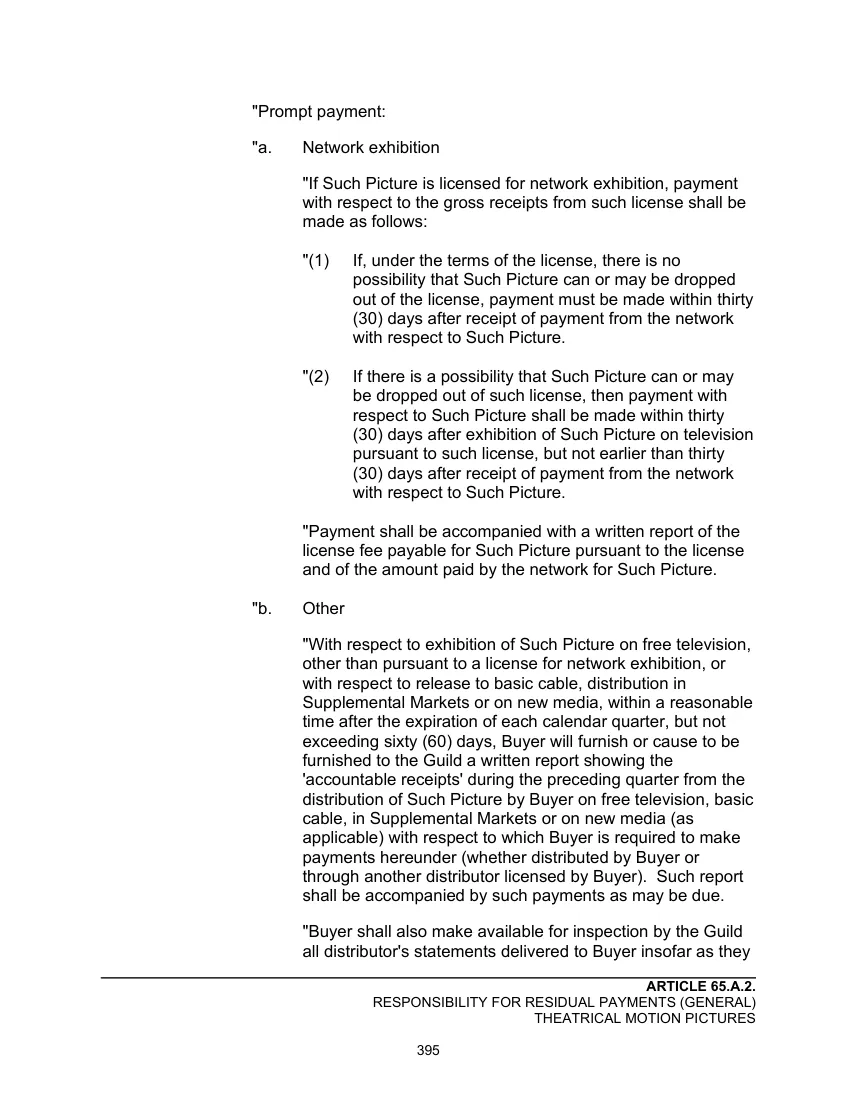 "Prompt payment:
"a. Network exhibition
"If Such Picture is licensed for network exhibition, payment
with respect to the gross receipts from such license shall be
made as follows:
"(1) If, under the terms of the license, there is no
possibility that Such Picture can or may be dropped
out of the license, payment must be made within thirty
(30) days after receipt of payment from the network
with respect to Such Picture.
"(2) If there is a possibility that Such Picture can or may
be dropped out of such license, then payment with
respect to Such Picture shall be made within thirty
(30) days after exhibition of Such Picture on television
pursuant to such license, but not earlier than thirty
(30) days after receipt of payment from the network
with respect to Such Picture.
"Payment shall be accompanied with a written report of the
license fee payable for Such Picture pursuant to the license
and of the amount paid by the network for Such Picture.
"b. Other
"With respect to exhibition of Such Picture on free television,
other than pursuant to a license for network exhibition, or
with respect to release to basic cable, distribution in
Supplemental Markets or on new media, within a reasonable
time after the expiration of each calendar quarter, but not
exceeding sixty (60) days, Buyer will furnish or cause to be
furnished to the Guild a written report showing the
'accountable receipts' during the preceding quarter from the
distribution of Such Picture by Buyer on free television, basic
cable, in Supplemental Markets or on new media (as
applicable) with respect to which Buyer is required to make
payments hereunder (whether distributed by Buyer or
through another distributor licensed by Buyer).  Such report
shall be accompanied by such payments as may be due.
"Buyer shall also make available for inspection by the Guild
all distributor's statements delivered to Buyer insofar as they
ARTICLE 65.A.2.
RESPONSIBILITY FOR RESIDUAL PAYMENTS (GENERAL)
THEATRICAL MOTION PICTURES
395